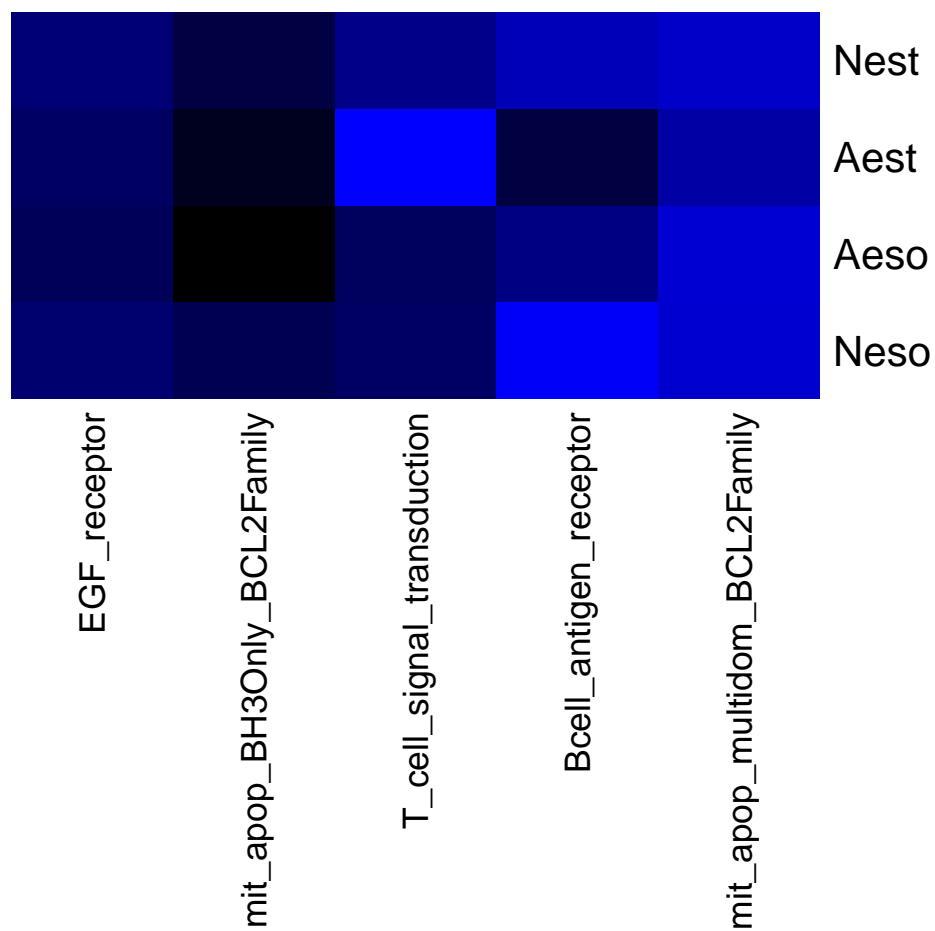 Nest
Aest
Aeso
Neso
EGF_receptor
mit_apop_BH3Only_BCL2Family
T_cell_signal_transduction
Bcell_antigen_receptor
mit_apop_multidom_BCL2Family